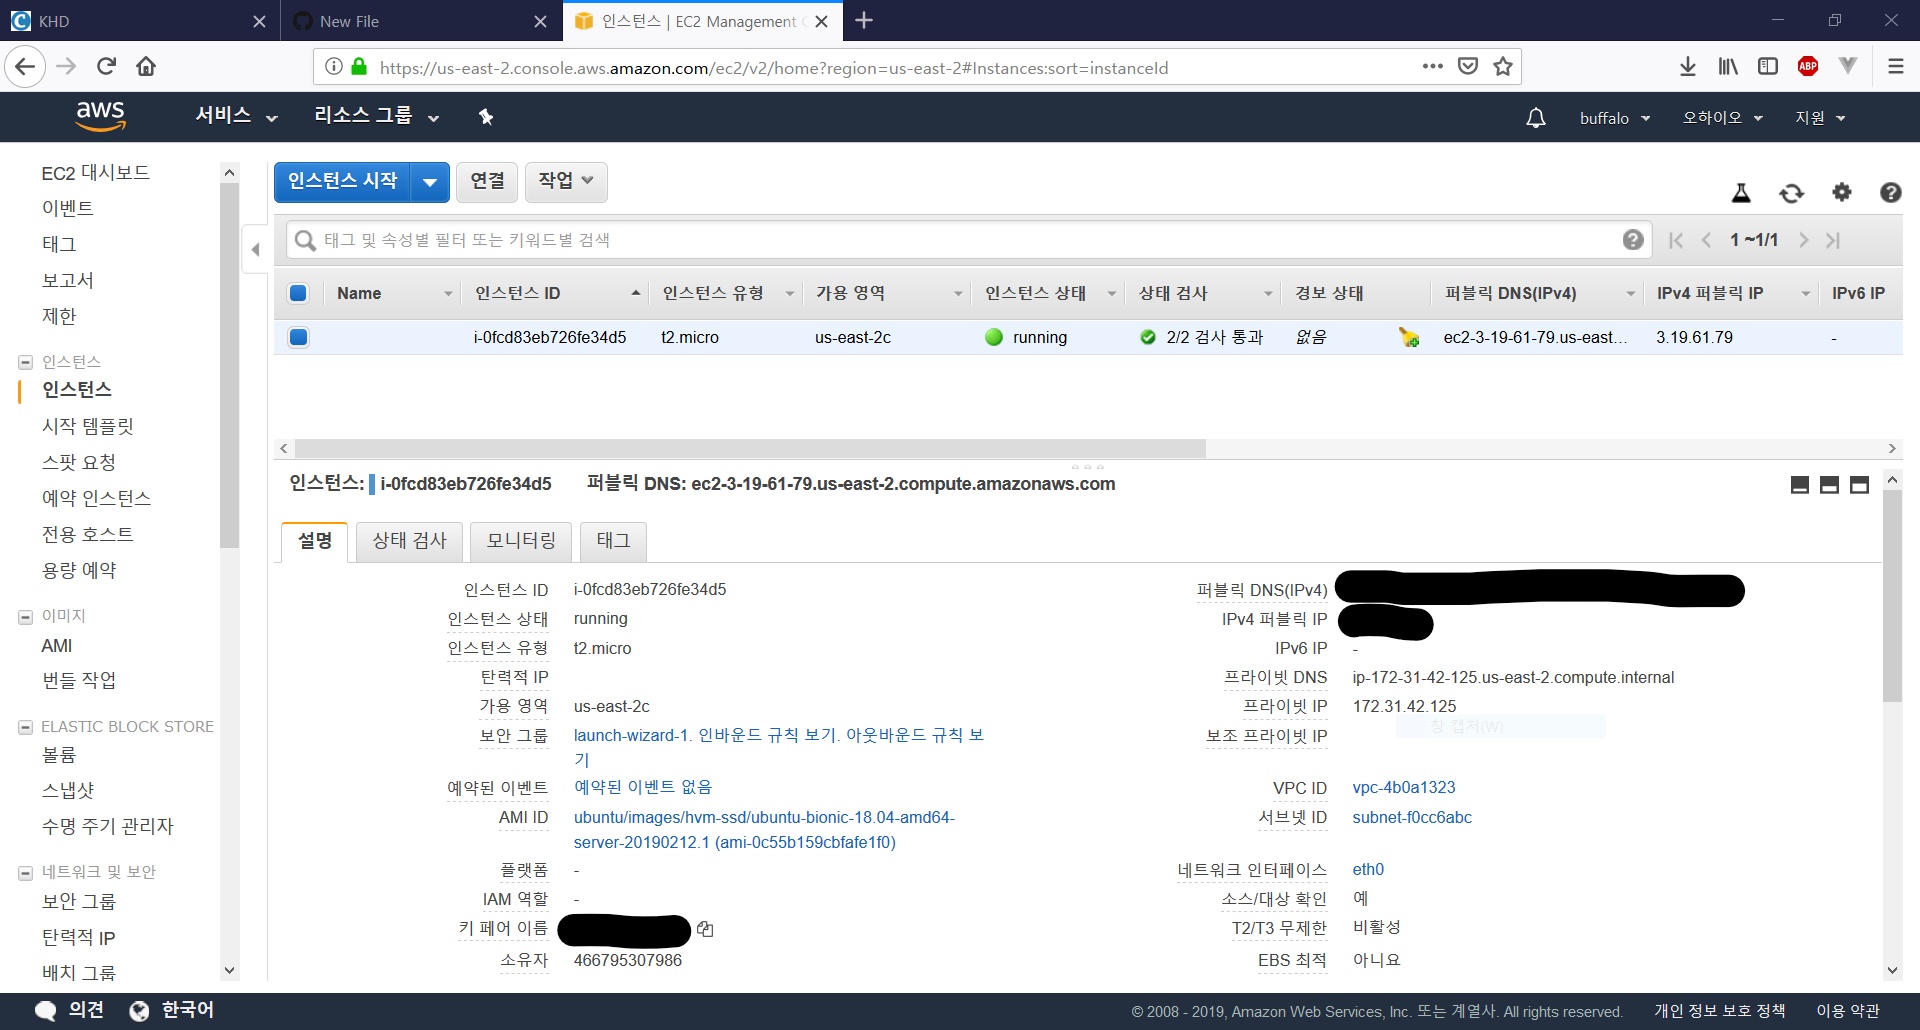 KHD
New File
인스턴스 | EC2 Management
https://us-east-2.console.aws.amazon.com/ec2/v2/home?region=us-east-2#Instances:sort=instanceId
ABP
aws
서비스
리소스 그룹
buffalo
오하이오
지원
EC2 대시보드
이벤트
태그
보고서
제한
인스턴스
인스턴스
시작 템플릿
스팟 요청
예약 인스턴스
전용 호스트
용량 예약
이미지
AMI
번들 작업
ELASTIC BLOCK STORE
볼륨
스냅샷
수명 주기 관리자
네트워크 및 보안
보안 그룹
탄력적 IP
배치 그룹
인스턴스 시작
연결
작업
태그 및 속성별 필터 또는 키워드별 검색
1 ~1/1
Name 인스턴스 ID 인스턴스 유형 가용 영역 인스턴스 상태 상태 검사 경보 상태 퍼블릭 DNS(IPv4) IPv4 퍼블릭 IP IPv6 IP
i-0fcd83eb726fe34d5 t2.micro us-east-2c running 2/2 검사 통과 없음 ec2-3-19-61-79.us-east... 3.19.61.79 -
인스턴스: i-0fcd83eb726fe34d5 퍼블릭 DNS: ec2-3-19-61-79.us-east-2.compute.amazonaws.com
설명
상태 검사
모니터링
태그
인스턴스 ID i-0fcd83eb726fe34d5
인스턴스 상태 running
인스턴스 유형 t2.micro
탄력적 IP
가용 영역 us-east-2c
보안 그룹 launch-wizard-1. 인바운드 규칙 보기. 아웃바운드 규칙 보
기
예약된 이벤트 예약된 이벤트 없음
AMI ID ubuntu/images/hvm-ssd/ubuntu-bionic-18.04-amd64-
server-20190212.1 (ami-0c55b159cbfafe1f0)
플랫폼 -
IAM 역할 -
키 페어 이름
소유자 466795307986
퍼블릭 DNS(IPv4)
IPv4 퍼블릭 IP
IPv6 IP -
프라이빗 DNS ip-172-31-42-125.us-east-2.compute.internal
프라이빗 IP 172.31.42.125
창 캡처(W)
보조 프라이빗 IP
VPC ID vpc-4b0a1323
서브넷 ID subnet-f0cc6abc
네트워크 인터페이스 eth0
소스/대상 확인 예
T2/T3 무제한 비활성
EBS 최적 아니요
의견
한국어
© 2008 - 2019, Amazon Web Services, Inc. 또는 계열사. All rights reserved.
개인 정보 보호 정책
이용 약관